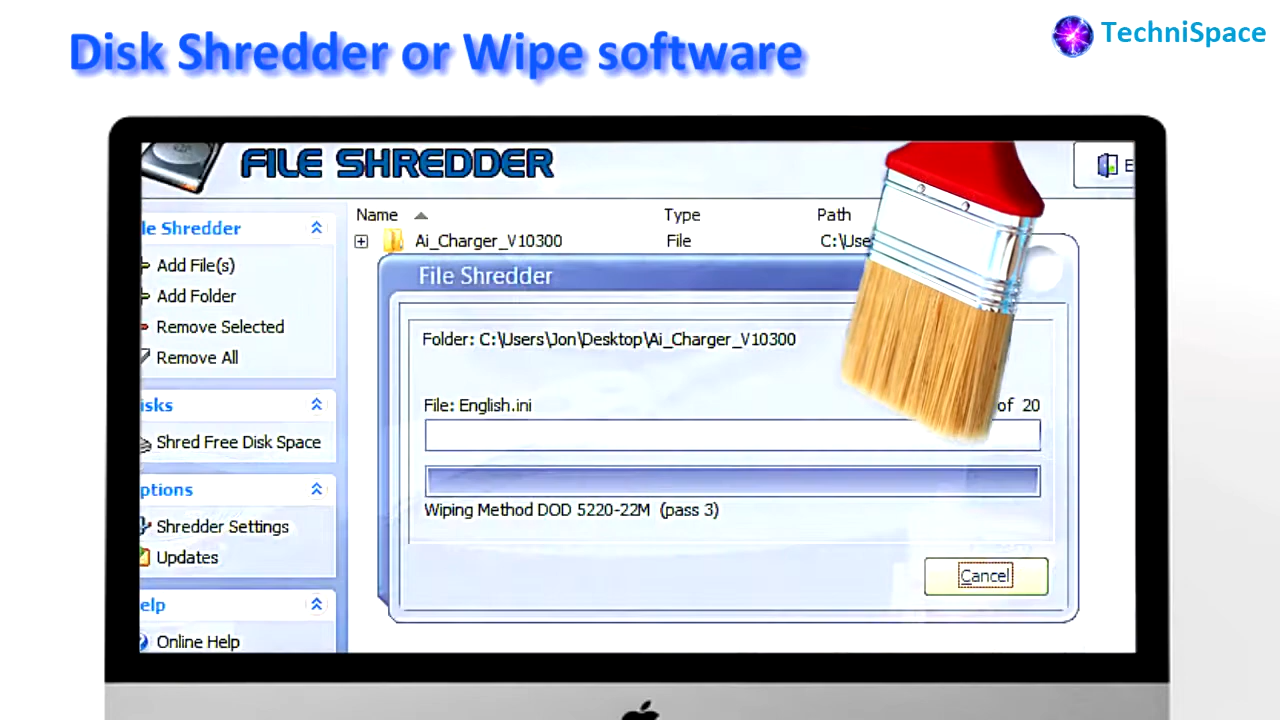 Disk Shredder or Wipe software
TechniSpace
FILE SHREDDER
E
le Shredder
Add File(s)
Add Folder
Remove Selected
Remove All
isks
Shred Free Disk Space
ptions
Shredder Settings
Updates
elp
Online Help
Name Type Path
Ai_Charger_V10300 File C:\Use
File Shredder
Folder: C:\Users\Jon\Desktop\Ai_Charger_V10300
File: English.ini of 20
Wiping Method DOD 5220-22M (pass 3)
Cancel